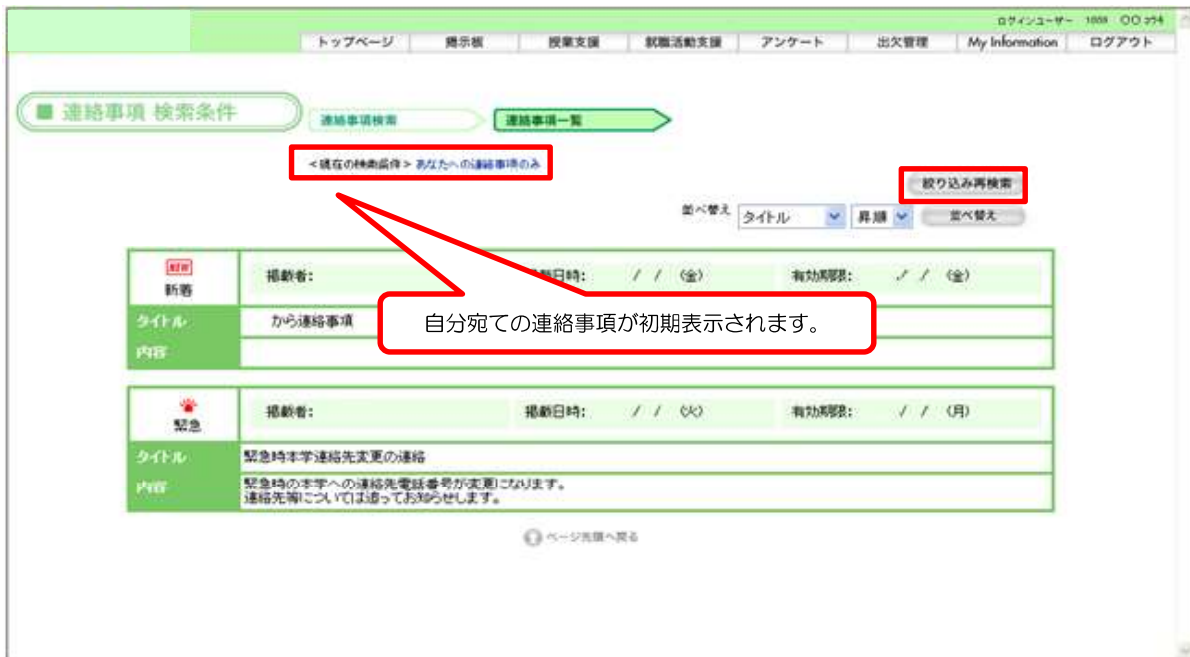 ログインユーザー 1008 〇〇
トップページ 掲示板 授業支援 就職活動支援 アンケート 出欠管理 My Information ログアウト
■ 連絡事項 検索条件
連絡事項検索 連絡事項一覧
<現在の検索条件> あなたへの連絡事項のみ
絞り込み再検索
並べ替え タイトル 昇順 並べ替え
NEW
新着
掲載者: 掲載日時: / / (金) 有効期限: / / (金)
タイトル から連絡事項
内容
自分宛ての連絡事項が初期表示されます。
緊急
掲載者: 掲載日時: / / (火) 有効期限: / / (月)
タイトル 緊急時本学連絡先変更の連絡
内容 緊急時の本学への連絡先電話番号が変更になります。
連絡先等については追ってお知らせします。
ページ先頭へ戻る